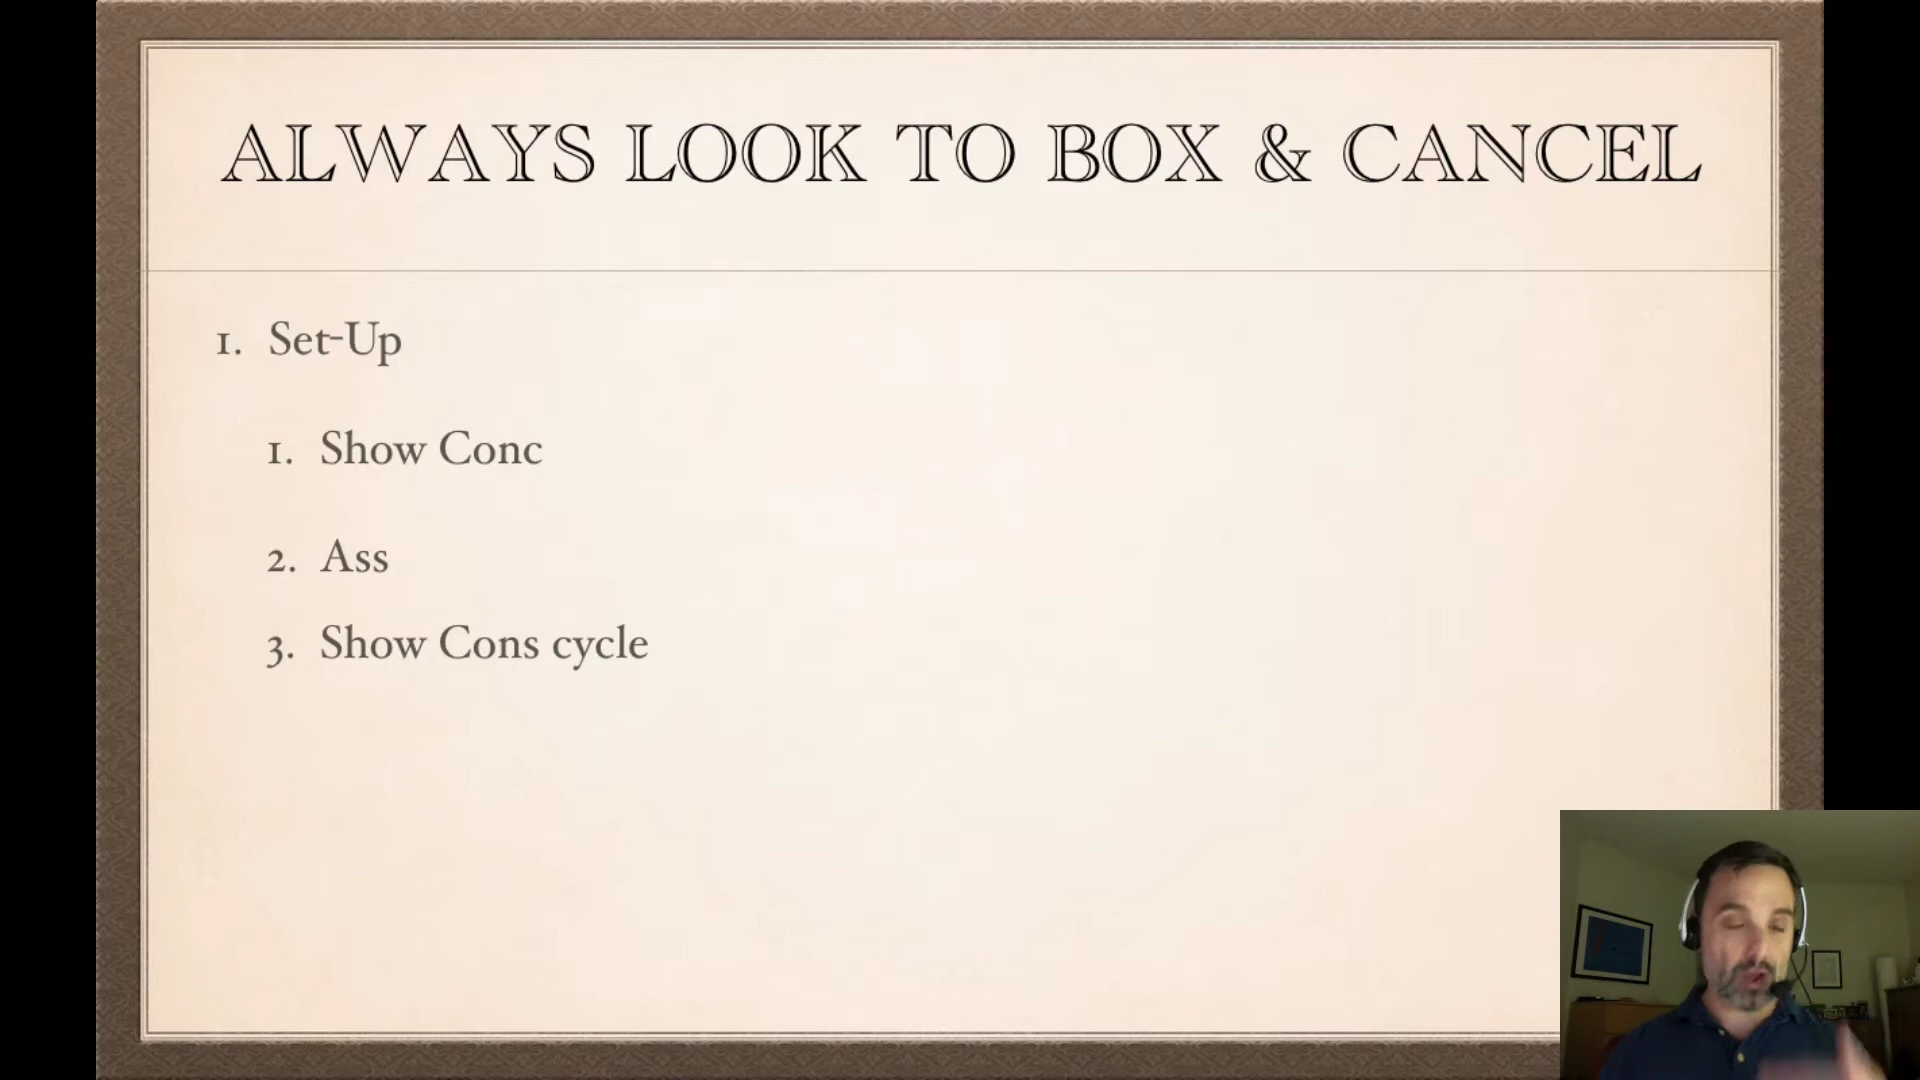 ALWAYS LOOK TO BOX & CANCEL
1. Set-Up
1. Show Conc
2. Ass
3. Show Cons cycle